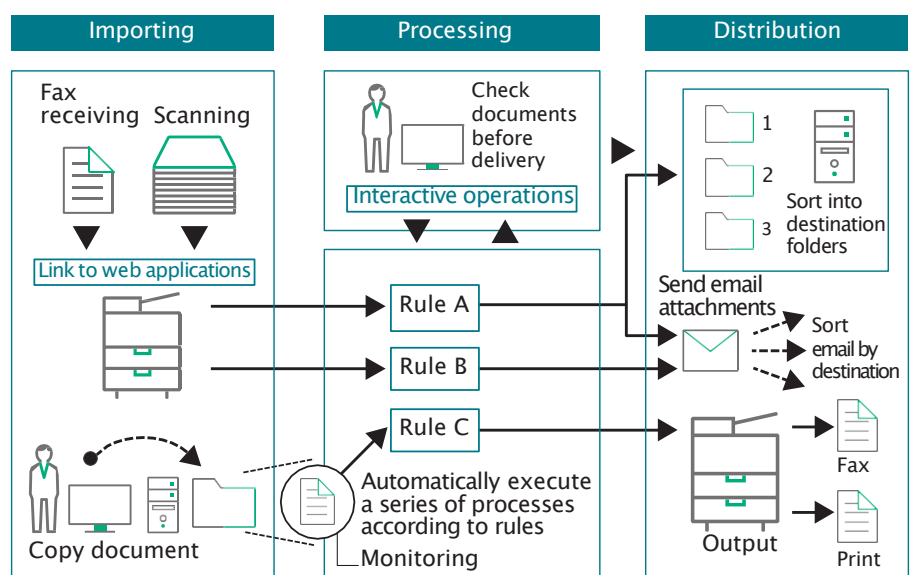 Importing
Fax
receiving
Scanning
Link to web applications
Copy document
Processing
Check
documents
before
delivery
Interactive operations
Rule A
Rule B
Rule C
Automatically execute
a series of processes
according to rules
Monitoring
Distribution
1
2
3
Sort into
destination
folders
Send email
attachments
Sort
email by
destination
Output
Fax
Print